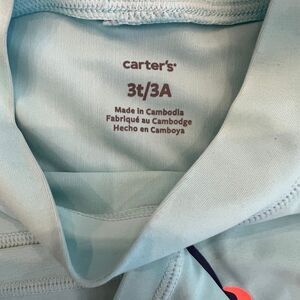 carter's
3t/3A
Made in Cambodia
Fabriqué au Cambodge
Hecho en Camboya